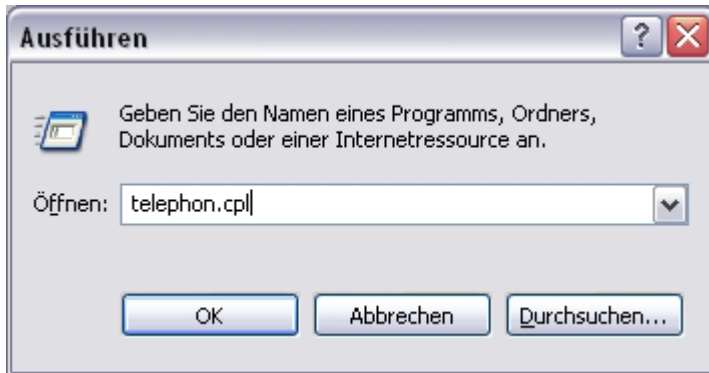 Ausführen
Geben Sie den Namen eines Programms, Ordners,
Dokuments oder einer Internetressource an.
Öffnen: telephon.cpl
OK Abbrechen Durchsuchen...